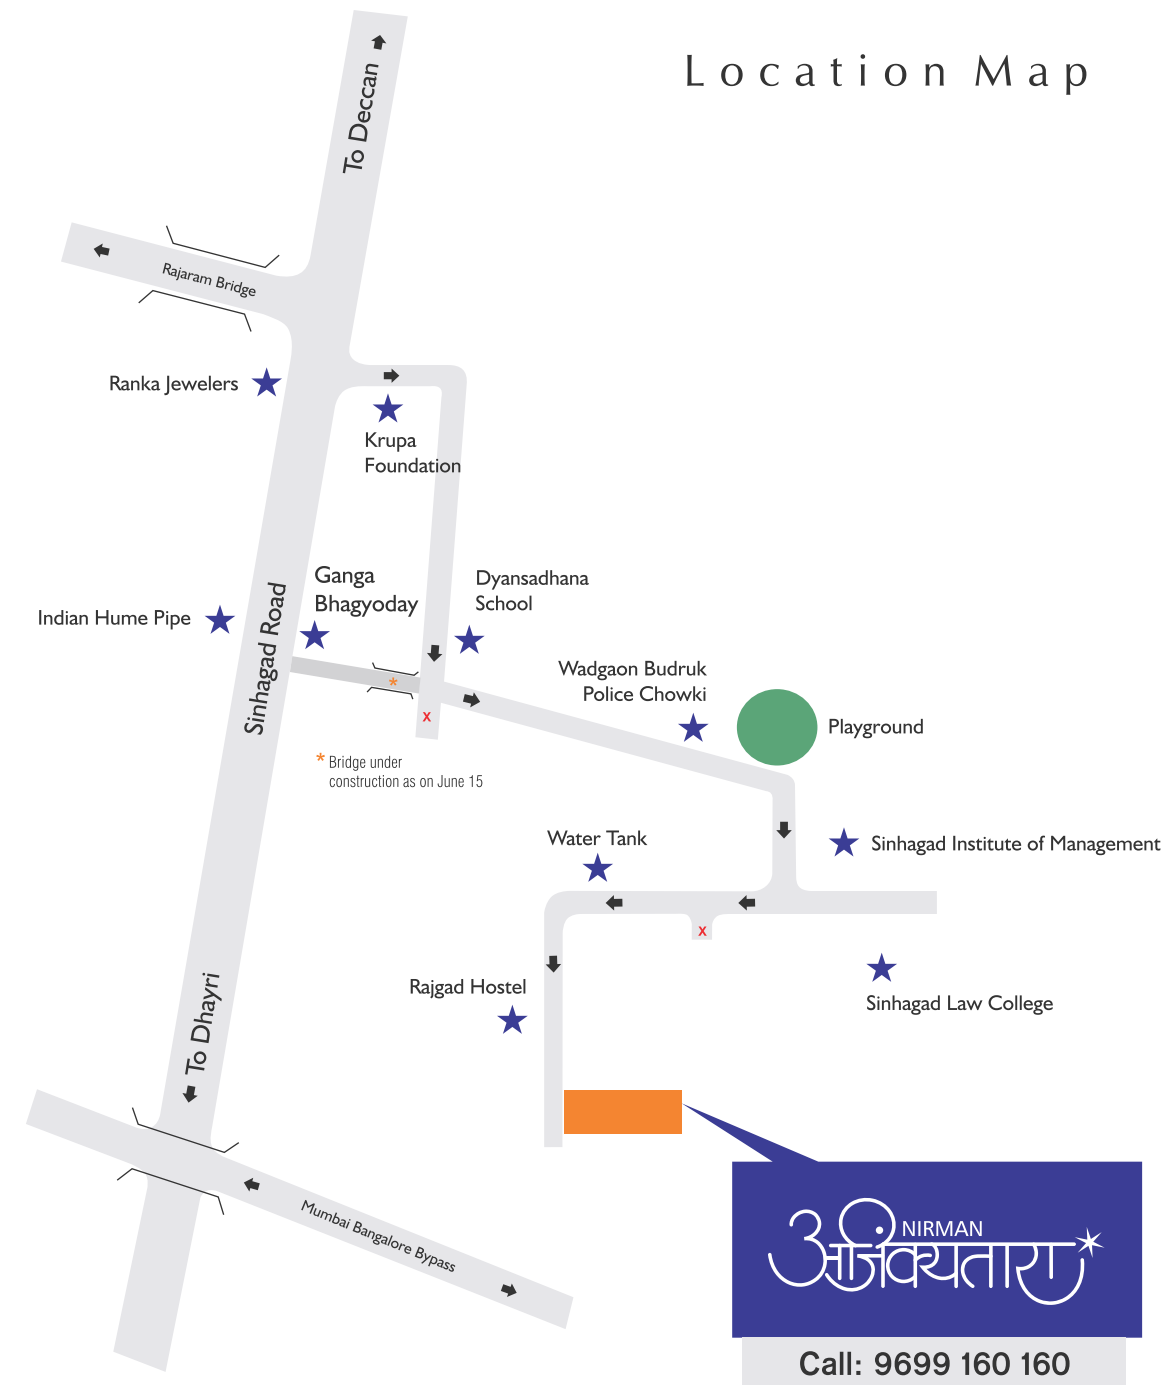 Location Map
To Deccan
Rajaram Bridge
Ranka Jewelers
Krupa
Foundation
Ganga
Bhagyoday
Dyansadhana
School
Indian Hume Pipe
Sinhagad Road
Wadgaon Budruk
Police Chowki
Playground
*
x
* Bridge under
construction as on June 15
Water Tank
Sinhagad Institute of Management
x
Rajgad Hostel
Sinhagad Law College
To Dhayri
Mumbai Bangalore Bypass
NIRMAN
अजिंक्यतारा
Call: 9699 160 160